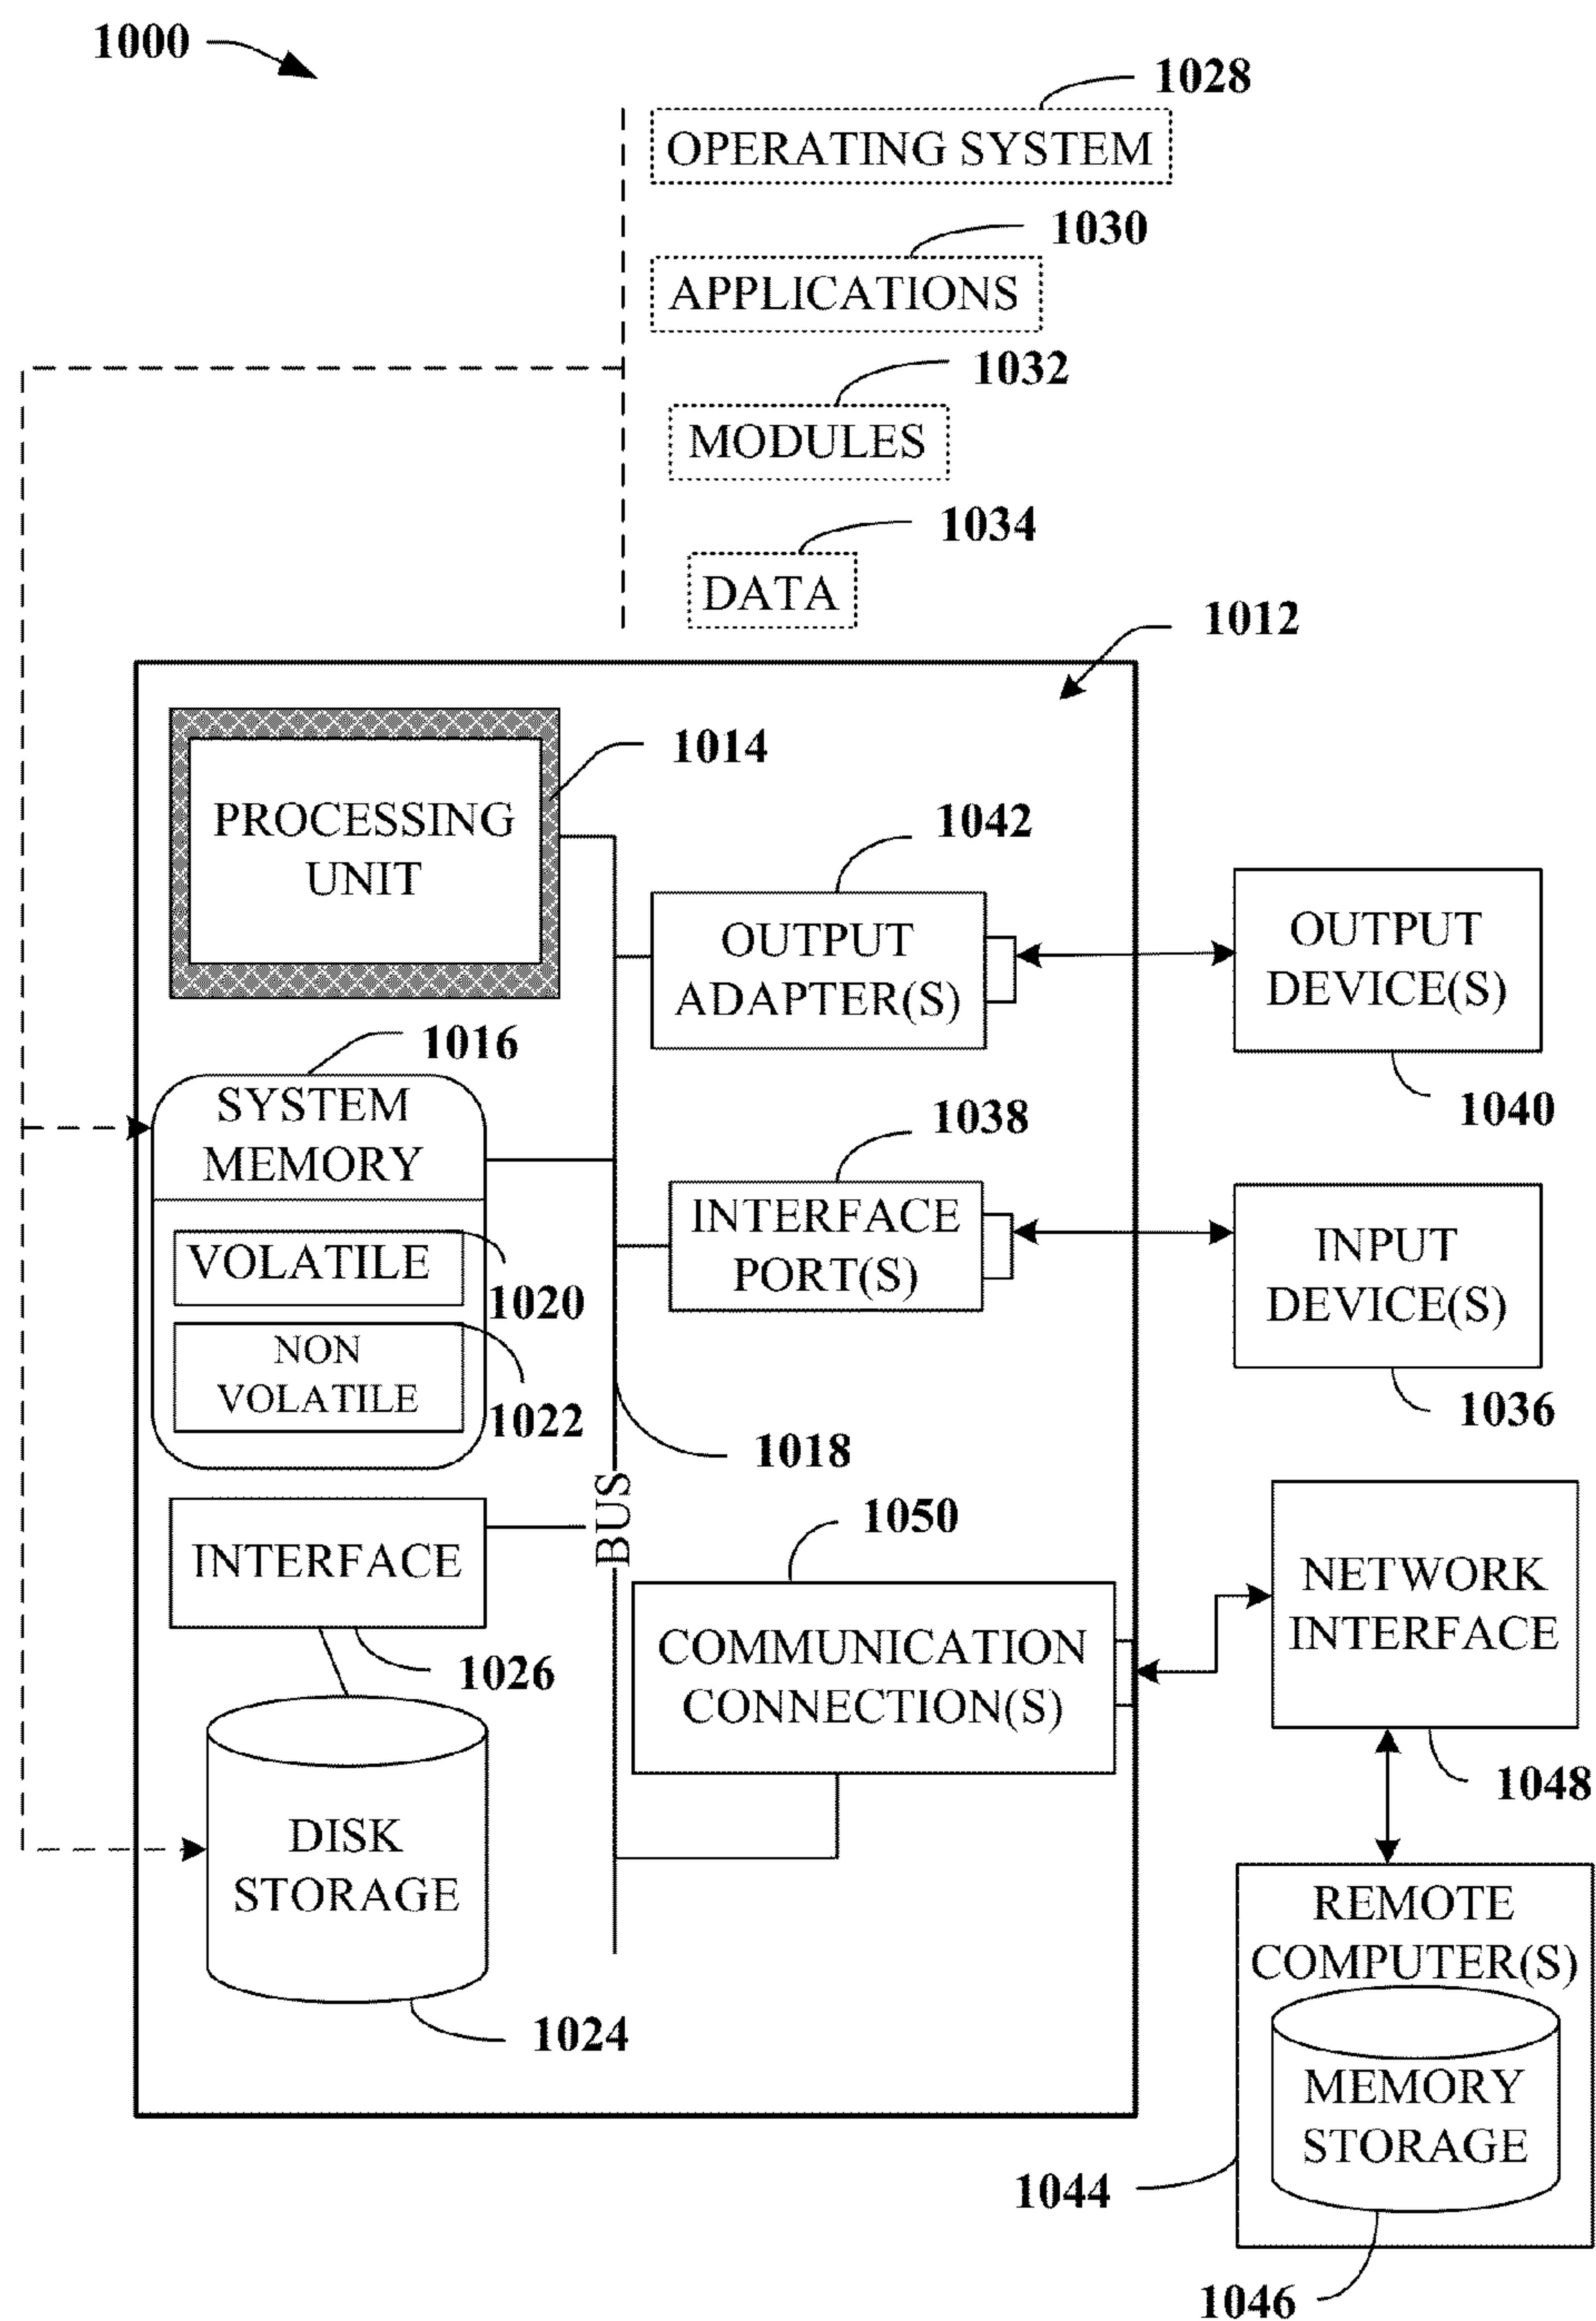 1000
1028
OPERATING SYSTEM
1030
APPLICATIONS
1032
MODULES
1034
DATA
1012
1014
PROCESSING
UNIT
1042
OUTPUT
ADAPTER(S)
OUTPUT
DEVICE(S)
1040
1016
SYSTEM
MEMORY
VOLATILE
1020
NON
VOLATILE
1022
1038
INTERFACE
PORT(S)
INPUT
DEVICE(S)
1036
1018
BUS
INTERFACE
1026
1050
COMMUNICATION
CONNECTION(S)
NETWORK
INTERFACE
1048
DISK
STORAGE
1024
REMOTE
COMPUTER(S)
MEMORY
STORAGE
1044
1046